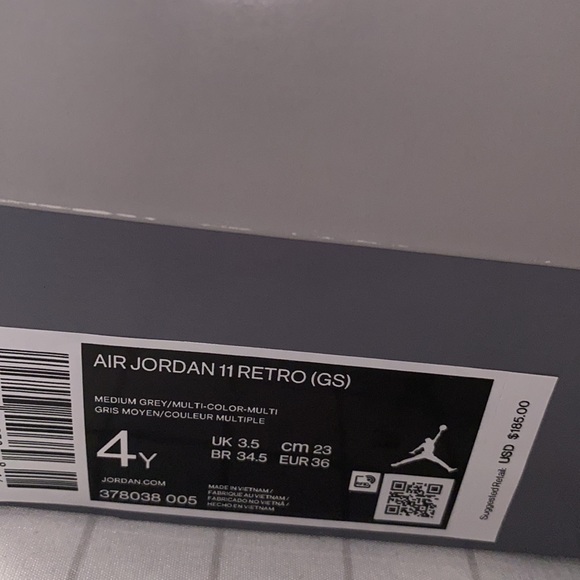 AIR JORDAN 11 RETRO (GS)
MEDIUM GREY/MULTI-COLOR-MULTI
GRIS MOYEN/COULEUR MULTIPLE
4Y
UK 3.5 cm 23
BR 34.5 EUR 36
JORDAN.COM
378038 005
MADE IN VIETNAM /
FABRIQUE AU VIETNAM /
FABRICADO NO VIETNÃ /
HECHO EN VIETNAM
Suggested Retail USD $185.00